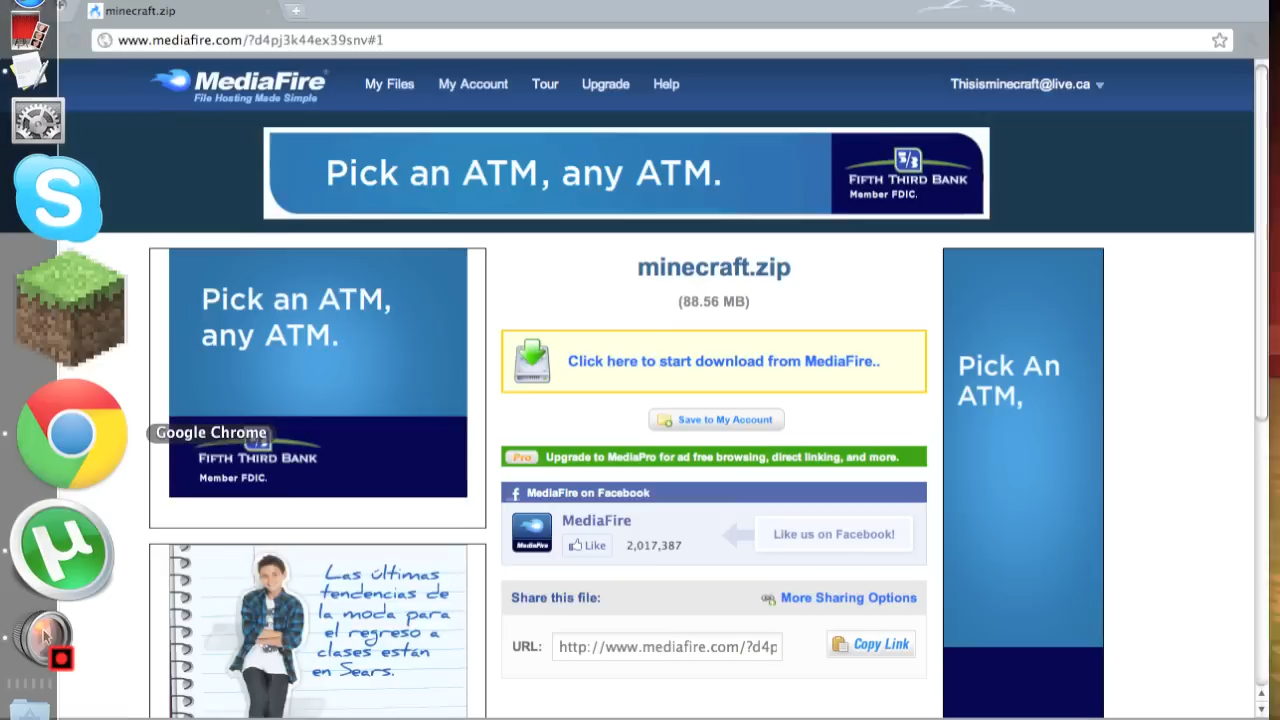 minecraft.zip
www.mediafire.com/?d4pj3k44ex39snv#1
MediaFire
File Hosting Made Simple
My Files
My Account
Tour
Upgrade
Help
Thisisminecraft@live.ca
Pick an ATM, any ATM.
5/3
FIFTH THIRD BANK
Member FDIC.
Pick an ATM,
any ATM.
FIFTH THIRD BANK
Member FDIC.
Google Chrome
S
µ
Las últimas
tendencias de
la moda para
el regreso a
clases están
en Sears.
minecraft.zip
(88.56 MB)
Click here to start download from MediaFire..
Save to My Account
Pro Upgrade to MediaPro for ad free browsing, direct linking, and more.
f MediaFire on Facebook
MediaFire
MediaFire
Like
2,017,387
Like us on Facebook!
Share this file:
More Sharing Options
URL:
http://www.mediafire.com/?d4p
Copy Link
Pick An
ATM,